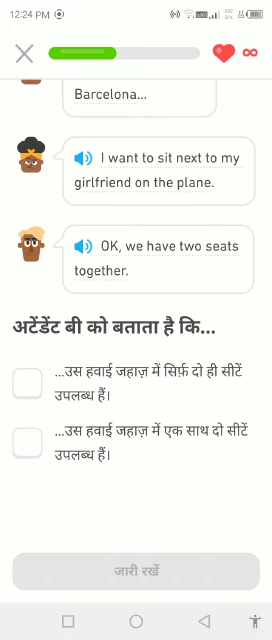 12:24 PM
Barcelona...
I want to sit next to my
girlfriend on the plane.
OK, we have two seats
together.
अटेंडेंट बी को बताता है कि...
...उस हवाई जहाज़ में सिर्फ़ दो ही सीटें
उपलब्ध हैं।
...उस हवाई जहाज़ में एक साथ दो सीटें
उपलब्ध हैं।
जारी रखें